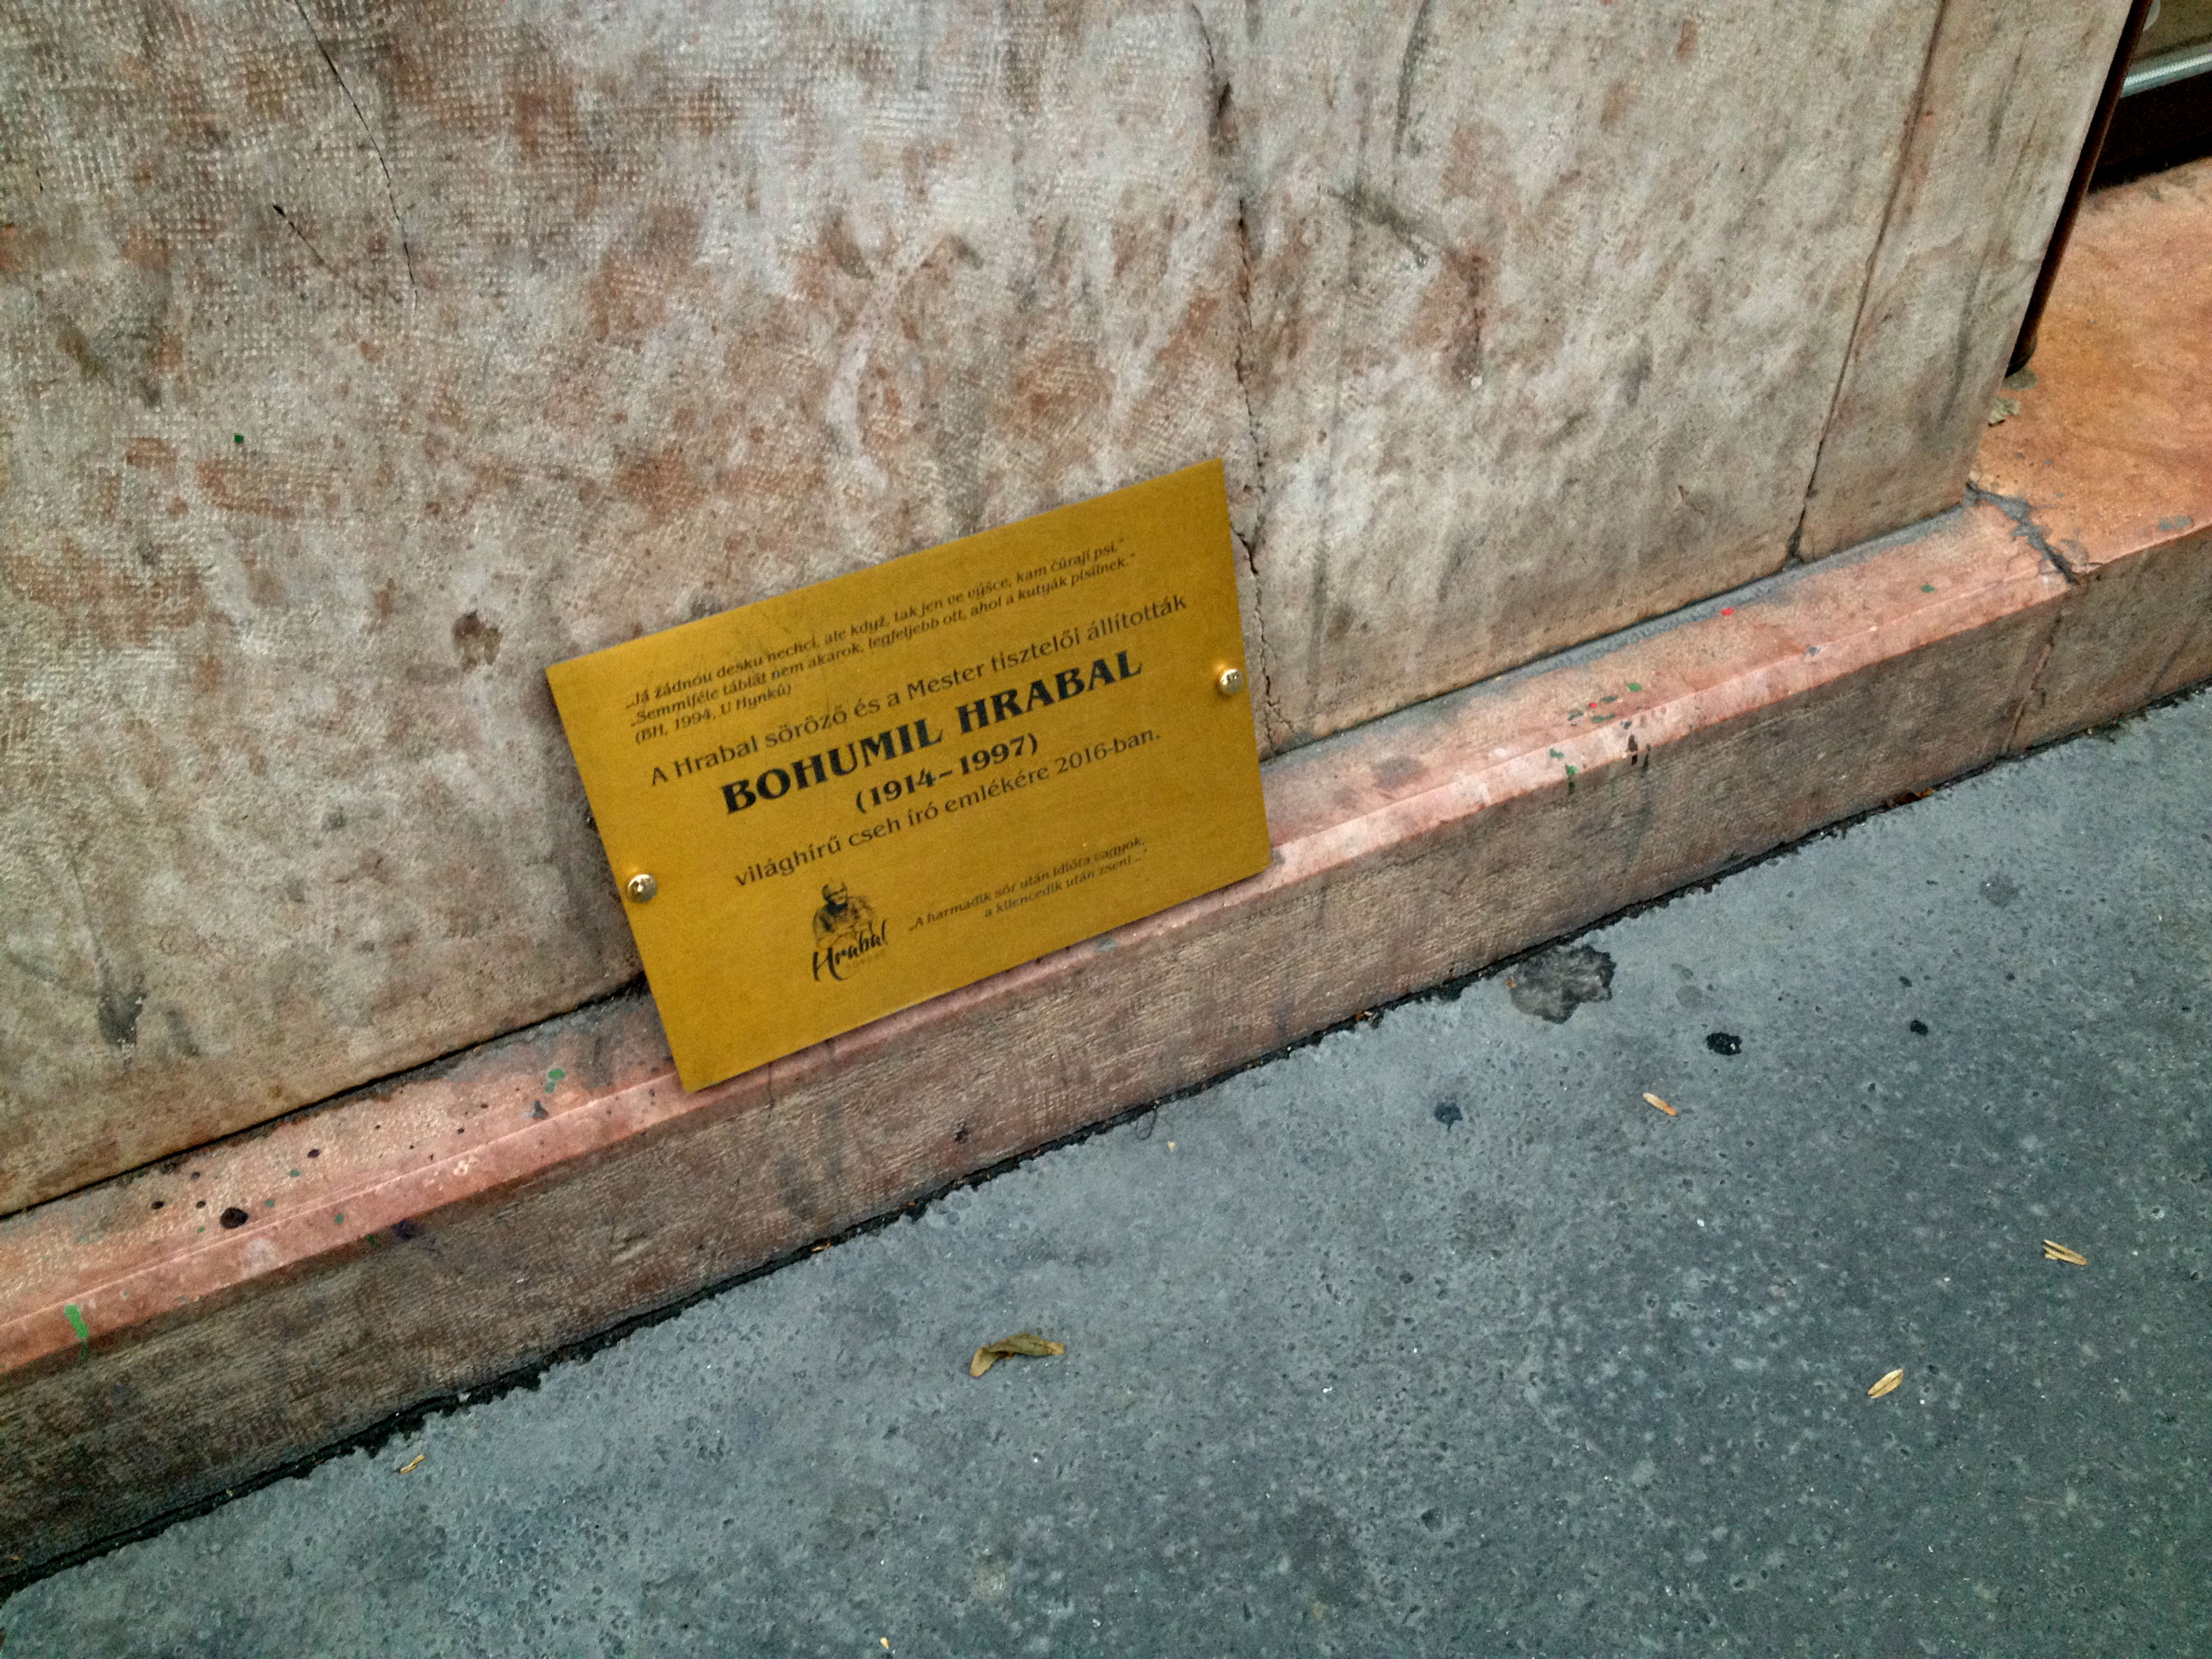 „Já žádnou desku nechci, ale když, tak jen ve výšce, kam čůrají psi.”
„Semmiféle táblát nem akarok, legfeljebb ott, ahol a kutyák pisilnek.”
(BH, 1994, U Hynků)
A Hrabal söröző és a Mester tisztelői állították
BOHUMIL HRABAL
(1914–1997)
világhírű cseh író emlékére 2016-ban.
Hrabal
SÖRÖZŐ
„A harmadik sör után idióta vagyok,
a kilencedik után zseni...”